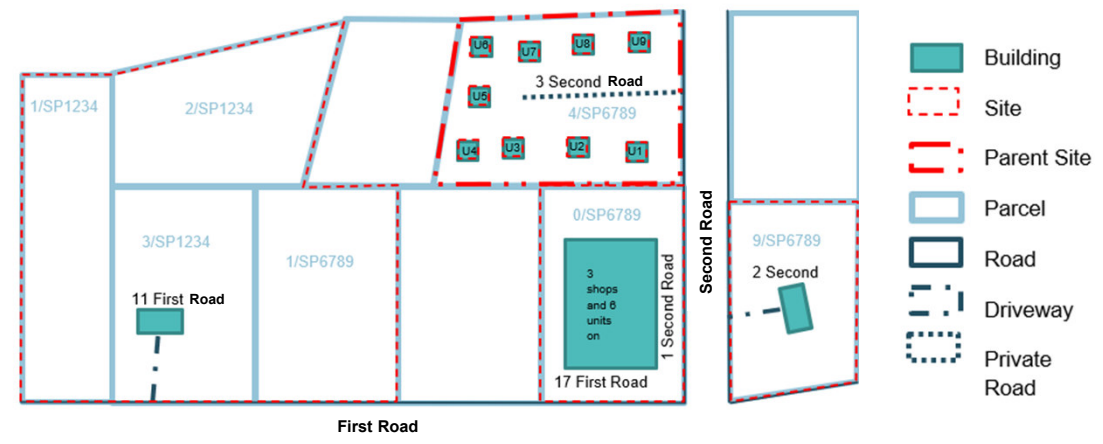 U6
U7
U8
U9
3 Second Road
1/SP1234
2/SP1234
U5
4/SP6789
U4
U3
U2
U1
0/SP6789
3/SP1234
1/SP6789
9/SP6789
2 Second
3
shops
and 6
units
on
11 First Road
1 Second Road
Second Road
17 First Road
First Road
Building
Site
Parent Site
Parcel
Road
Driveway
Private
Road